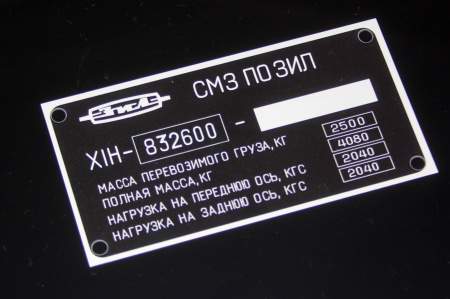 СМЗ ПО ЗИЛ
X1H- 832600 -
МАССА ПЕРЕВОЗИМОГО ГРУЗА, КГ 2500
ПОЛНАЯ МАССА, КГ 4080
НАГРУЗКА НА ПЕРЕДНЮЮ ОСЬ, КГС 2040
НАГРУЗКА НА ЗАДНЮЮ ОСЬ, КГС 2040